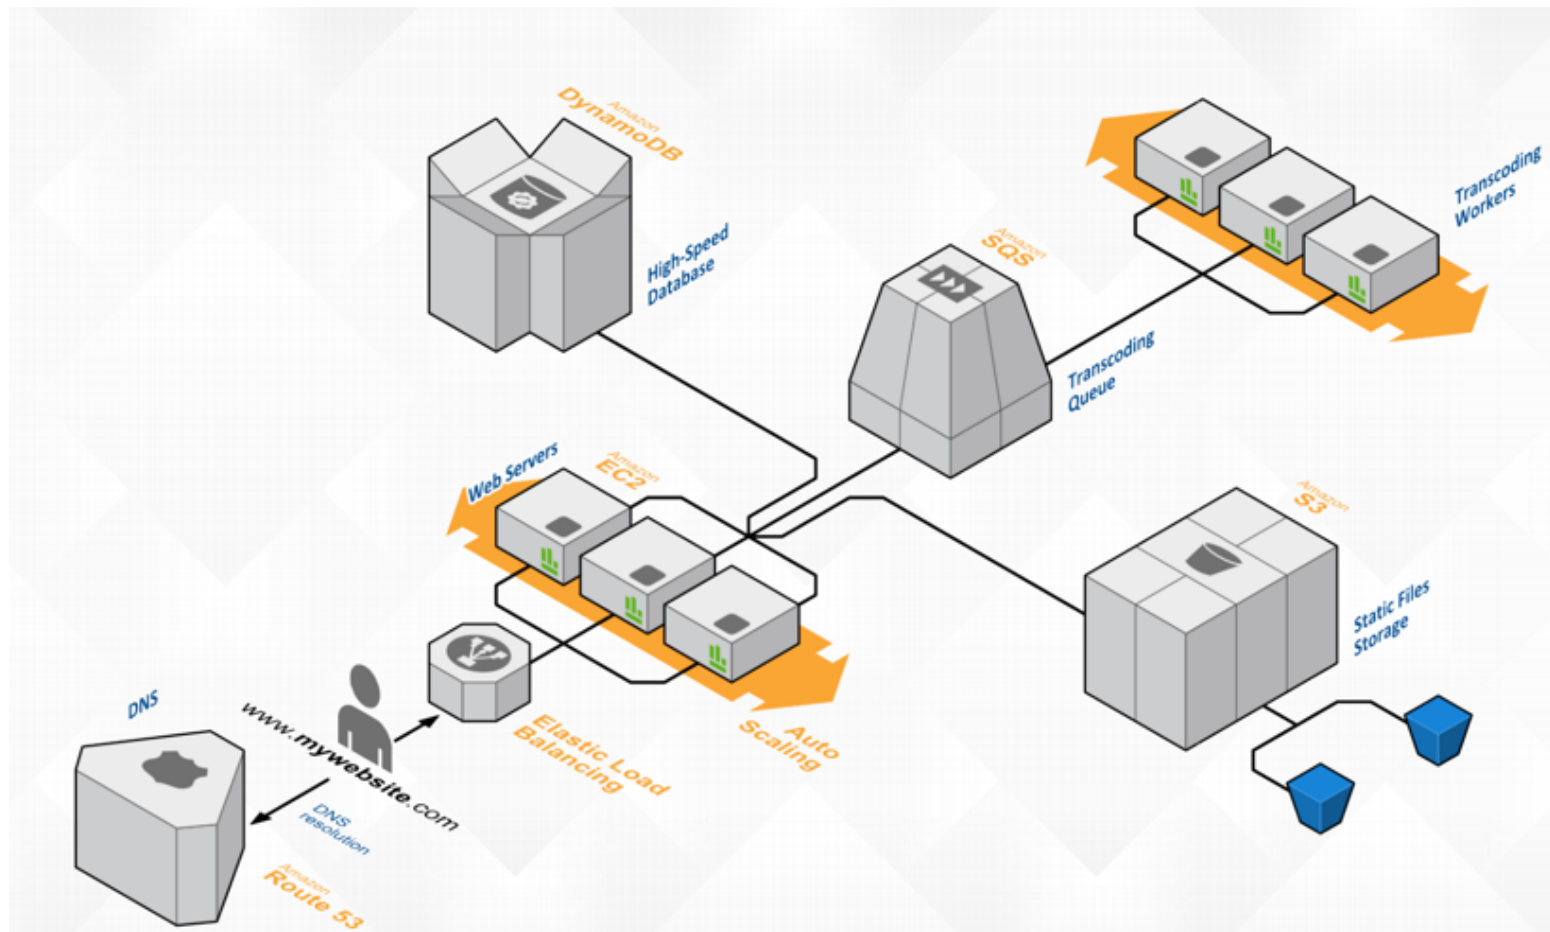 Amazon
DynamoDB
High-Speed
Database
Transcoding
Workers
Amazon
SQS
Transcoding
Queue
Web Servers
Amazon
EC2
Amazon
S3
Static Files
Storage
Elastic Load
Balancing
Auto
Scaling
DNS
www.mywebsite.com
DNS
resolution
Amazon
Route 53